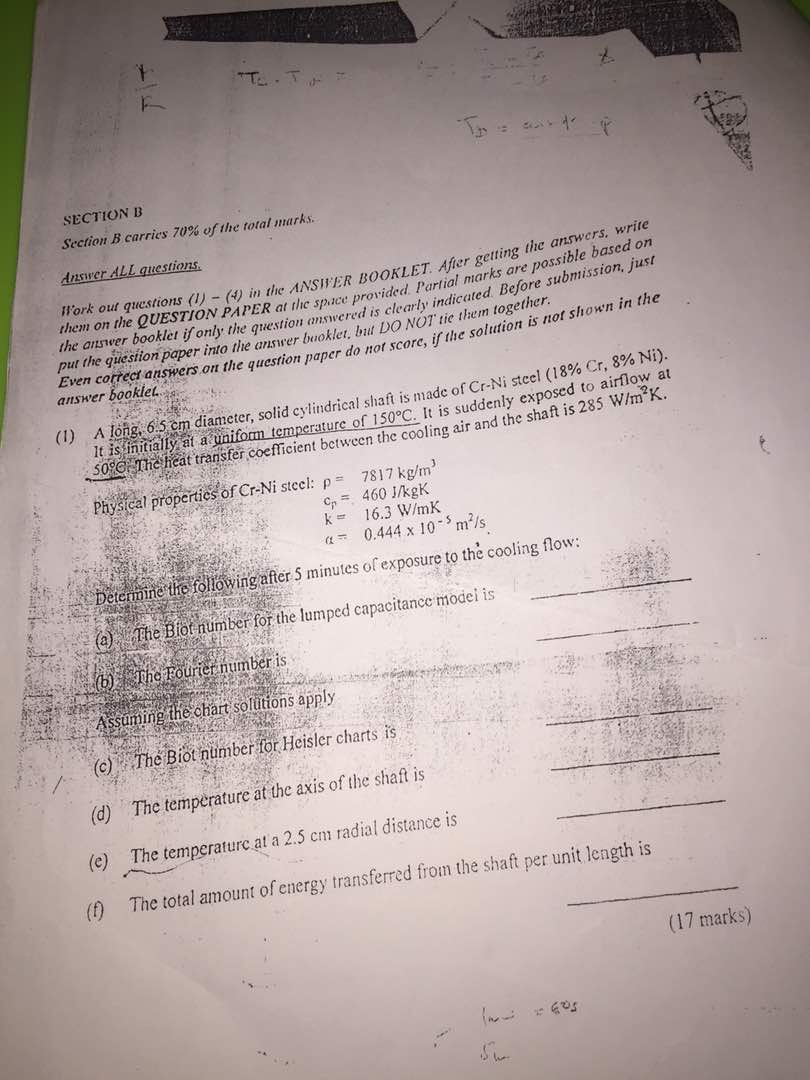 SECTION B
Section B carries 70% of the total marks.
Answer ALL questions.
Work out questions (1) – (4) in the ANSWER BOOKLET. After getting the answers, write
them on the QUESTION PAPER at the space provided. Partial marks are possible based on
the answer booklet if only the question answered is clearly indicated. Before submission, just
put the question paper into the answer booklet, but DO NOT tie them together.
Even correct answers on the question paper do not score, if the solution is not shown in the
answer booklet.
(1) A long, 6.5 cm diameter, solid cylindrical shaft is made of Cr-Ni steel (18% Cr, 8% Ni).
It is initially at a uniform temperature of 150°C. It is suddenly exposed to airflow at
50°C. The heat transfer coefficient between the cooling air and the shaft is 285 W/m²K.
Physical properties of Cr-Ni steel: ρ = 7817 kg/m³
cp = 460 J/kgK
k = 16.3 W/mK
α = 0.444 x 10⁻⁵ m²/s
Determine the following after 5 minutes of exposure to the cooling flow:
(a) The Biot number for the lumped capacitance model is
(b) The Fourier number is
Assuming the chart solutions apply
(c) The Biot number for Heisler charts is
(d) The temperature at the axis of the shaft is
(e) The temperature at a 2.5 cm radial distance is
(f) The total amount of energy transferred from the shaft per unit length is
(17 marks)
= 60s